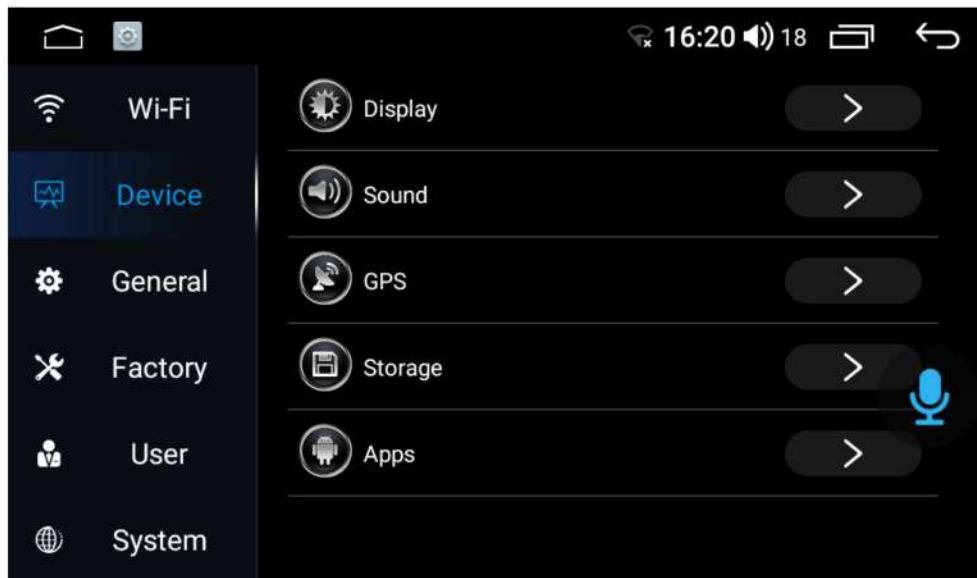 16:20 18
Wi-Fi
Device
General
Factory
User
System
Display
Sound
GPS
Storage
Apps